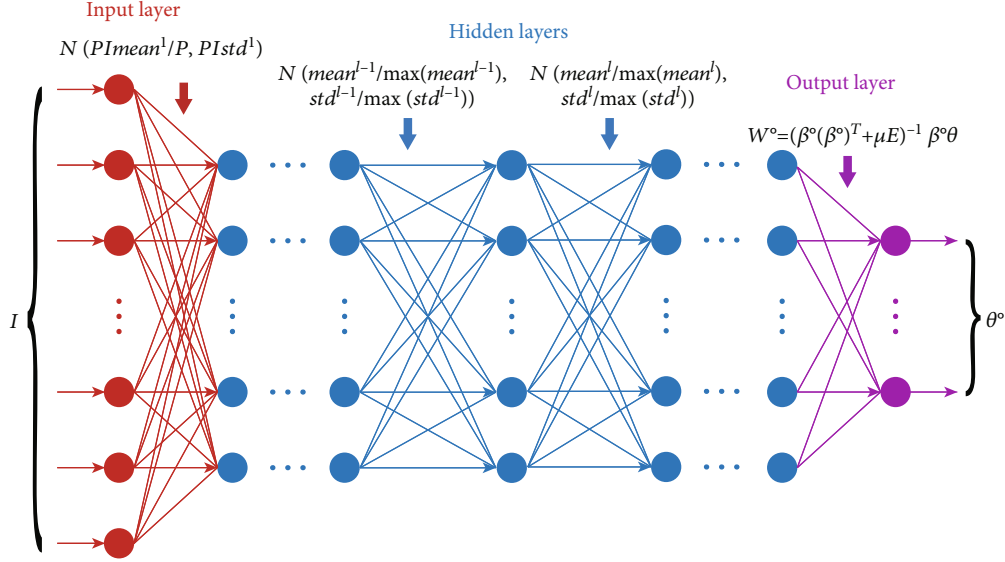 Input layer
N (PImean¹/P, PIstd¹)
Hidden layers
N (meanˡ⁻¹/max(meanˡ⁻¹),
stdˡ⁻¹/max (stdˡ⁻¹))
N (meanˡ/max(meanˡ),
stdˡ/max (stdˡ))
Output layer
W°=(β°(β°)ᵀ+μE)⁻¹ β°θ
I
θ°